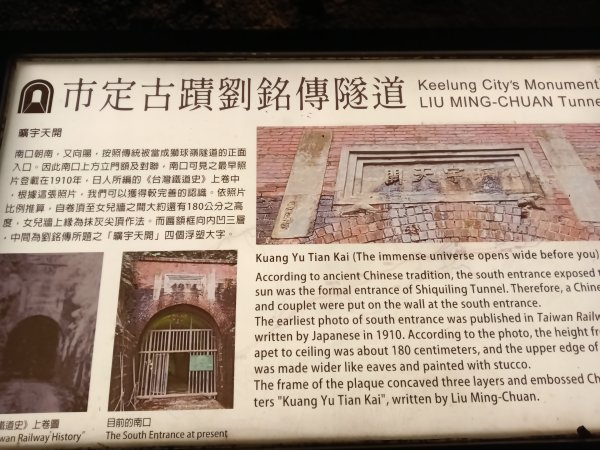 市定古蹟劉銘傳隧道
Keelung City's Monument
LIU MING-CHUAN Tunne
曠宇天開
南口朝南，又向陽，按照傳統被當成獅球嶺隧道的正面
入口。因此南口上方立門額及對聯，南口可見之最早照
片登載在1910年，日人所編的《台灣鐵道史》上卷中
，根據這張照片，我們可以獲得較完善的認識。依照片
比例推算，自卷頂至女兒牆之間大約還有180公分之高
度，女兒牆上緣為抹灰尖頂作法。而匾額框向內凹三層
，中間為劉銘傳所題之「曠宇天開」四個浮塑大字。
開天宇曠
Kuang Yu Tian Kai (The immense universe opens wide before you)
According to ancient Chinese tradition, the south entrance exposed t
sun was the formal entrance of Shiquiling Tunnel. Therefore, a Chine
and couplet were put on the wall at the south entrance.
The earliest photo of south entrance was published in Taiwan Railw
written by Japanese in 1910. According to the photo, the height fr
apet to ceiling was about 180 centimeters, and the upper edge of
was made wider like eaves and painted with stucco.
The frame of the plaque concaved three layers and embossed Ch
ters "Kuang Yu Tian Kai", written by Liu Ming-Chuan.
鐵道史》上卷圖
wan Railway History"
目前的南口
The South Entrance at present